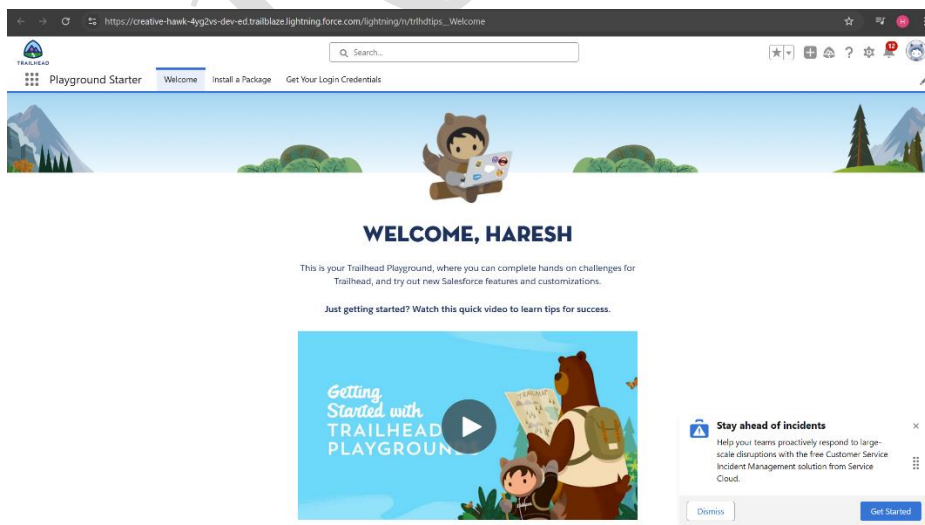 https://creative-hawk-4yg2vs-dev-ed.trailblaze.lightning.force.com/lightning/n/trlhdtips__Welcome
H
TRAILHEAD
Search...
12
Playground Starter
Welcome
Install a Package
Get Your Login Credentials
WELCOME, HARESH
This is your Trailhead Playground, where you can complete hands on challenges for
Trailhead, and try out new Salesforce features and customizations.
Just getting started? Watch this quick video to learn tips for success.
Getting
Started with
TRAILHEAD
Stay ahead of incidents
Help your teams proactively respond to large-
scale disruptions with the free Customer Service
Incident Management solution from Service
Cloud.
Dismiss
Get Started